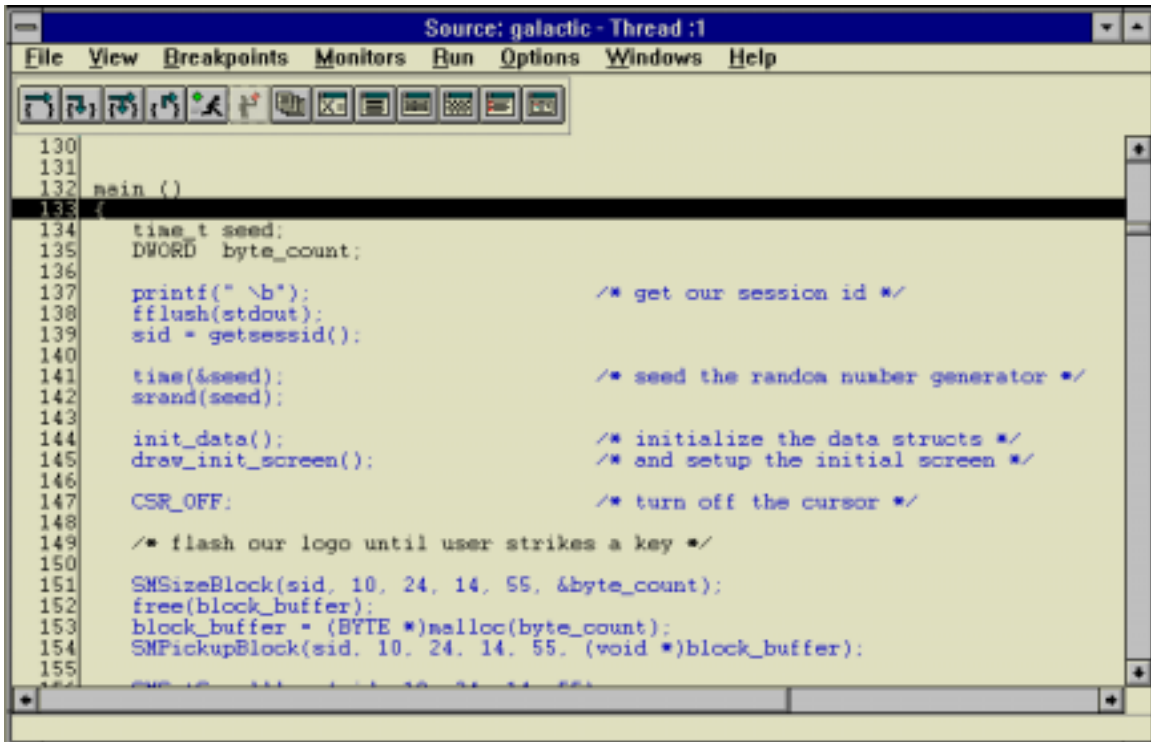 Source: galactic - Thread :1
File View Breakpoints Monitors Run Options Windows Help
130
131
132 main ()
133 {
134 time_t seed;
135 DWORD byte_count;
136
137 printf(" \b"); /* get our session id */
138 fflush(stdout);
139 sid = getsessid();
140
141 time(&seed); /* seed the random number generator */
142 srand(seed);
143
144 init_data(); /* initialize the data structs */
145 draw_init_screen(); /* and setup the initial screen */
146
147 CSR_OFF; /* turn off the cursor */
148
149 /* flash our logo until user strikes a key */
150
151 SMSizeBlock(sid, 10, 24, 14, 55, &byte_count);
152 free(block_buffer);
153 block_buffer = (BYTE *)malloc(byte_count);
154 SMPickupBlock(sid, 10, 24, 14, 55, (void *)block_buffer);
155